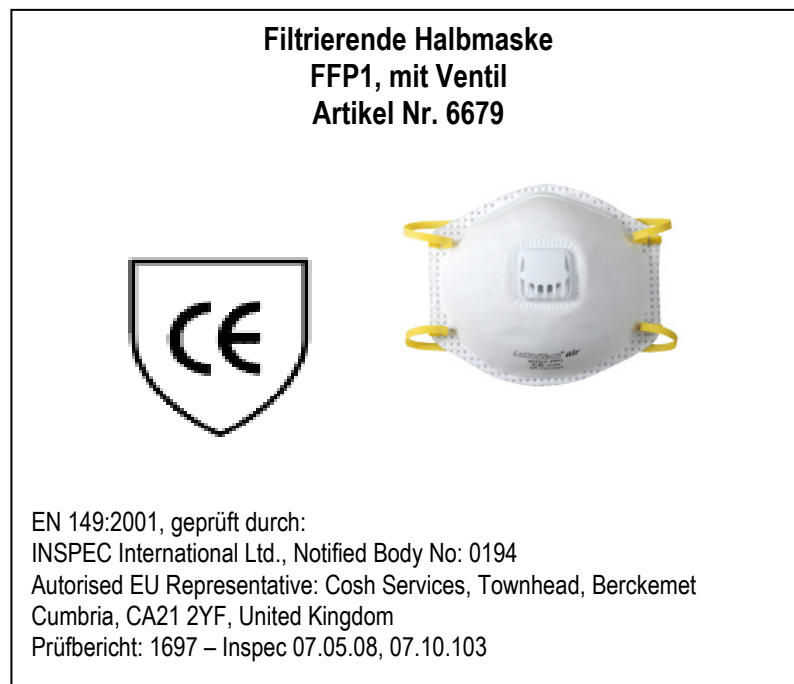 Filtrierende Halbmaske
FFP1, mit Ventil
Artikel Nr. 6679
CE
air
EN 149:2001, geprüft durch:
INSPEC International Ltd., Notified Body No: 0194
Autorised EU Representative: Cosh Services, Townhead, Berckemet
Cumbria, CA21 2YF, United Kingdom
Prüfbericht: 1697 – Inspec 07.05.08, 07.10.103